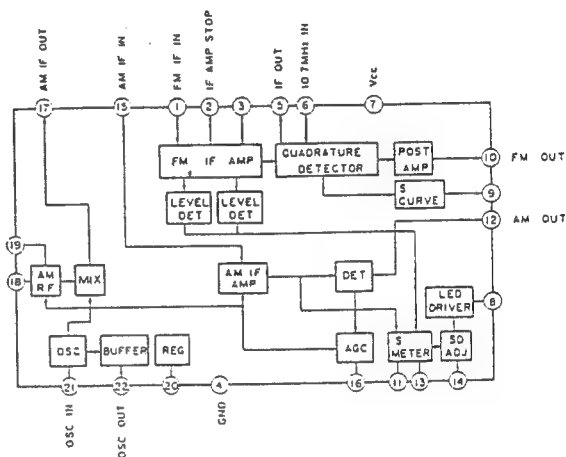 AM IF OUT
AM IF IN
FM IF IN
IF AMP STOP
IF OUT
10.7MHz IN
Vcc
17
15
1
2
3
5
6
7
FM IF AMP
QUADRATURE
DETECTOR
POST
AMP
10
FM OUT
LEVEL
DET
LEVEL
DET
S
CURVE
9
12
AM OUT
19
18
AM
RF
MIX
AM IF
AMP
DET
LED
DRIVER
8
OSC
BUFFER
REG
AGC
S
METER
SD
ADJ
21
22
20
4
16
11
13
14
OSC IN
OSC OUT
GND